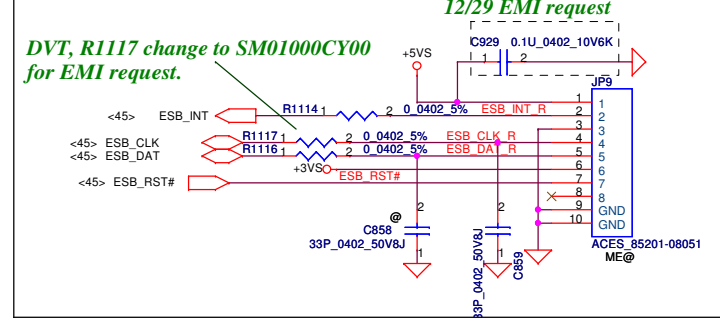 12/29 EMI request
DVT, R1117 change to SM01000CY00
for EMI request.
C929 0.1U_0402_10V6K
+5VS
1 2
JP9
<45> ESB_INT R1114 1 2 0_0402_5% ESB_INT_R
<45> ESB_CLK R1117 1 2 0_0402_5% ESB_CLK_R
<45> ESB_DAT R1116 1 2 0_0402_5% ESB_DAT_R
+3VS
<45> ESB_RST# ESB_RST#
1 1
2 2
3 3
4 4
5 5
6 6
7 7
8 8
9 GND
10 GND
ACES_85201-08051
ME@
@
2
C858
33P_0402_50V8J
1
2
1
33P_0402_50V8J
C859